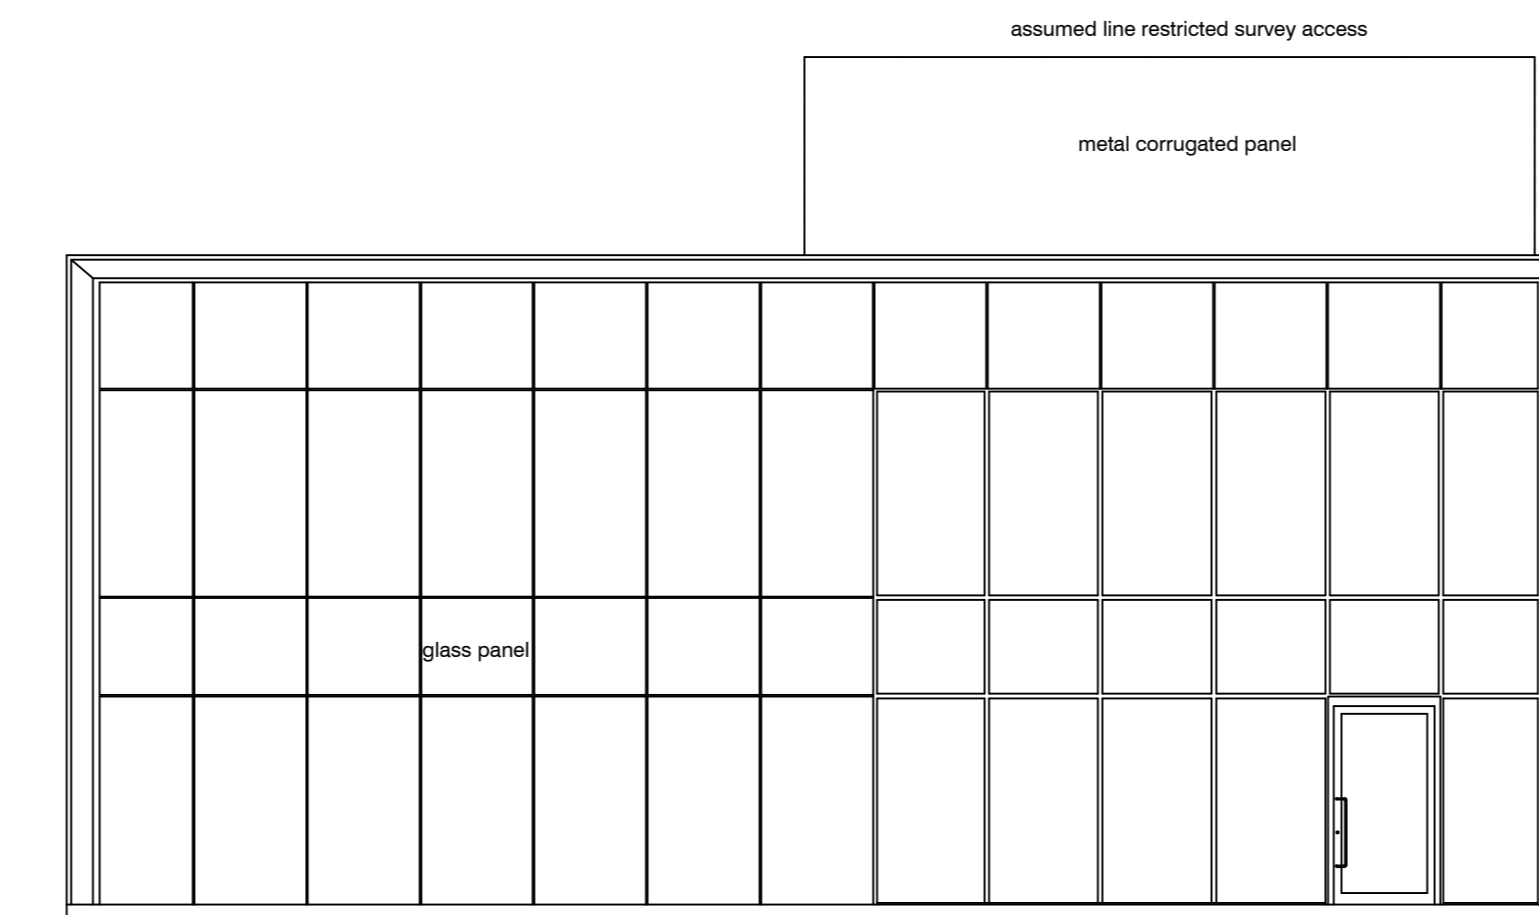 assumed line restricted survey access
metal corrugated panel
glass panel